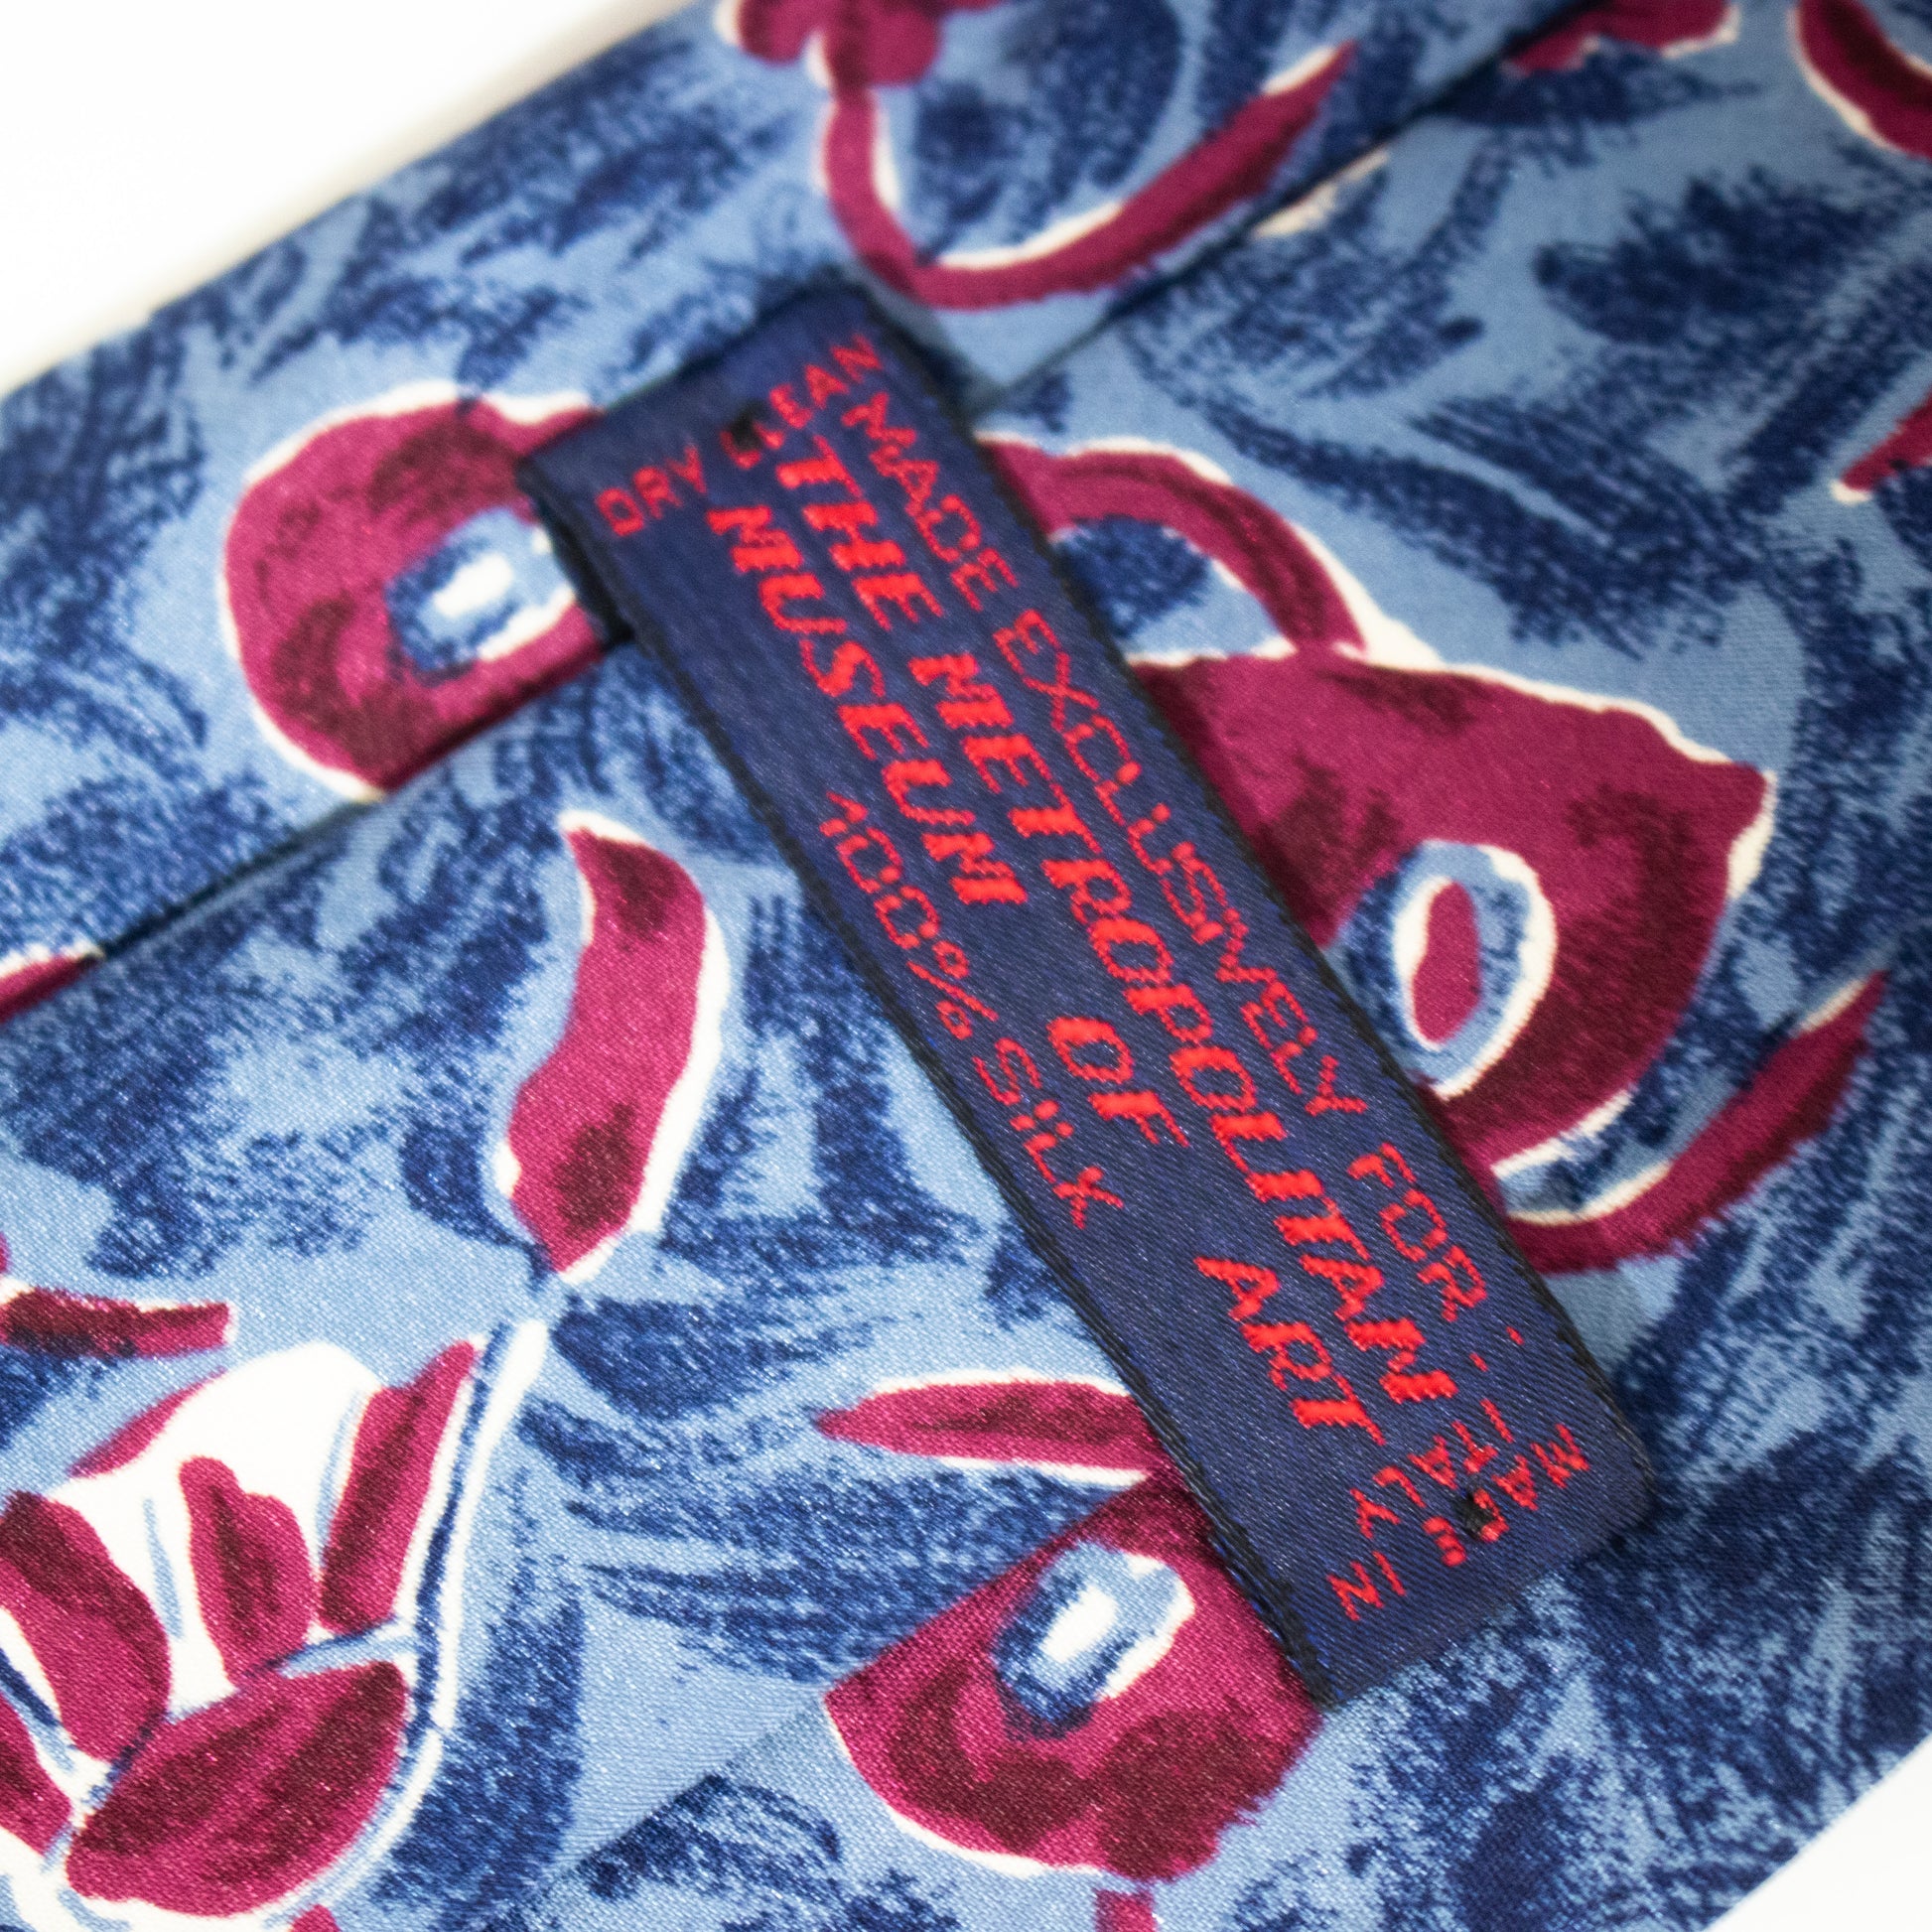 DRY CLEAN
MADE EXCLUSIVELY FOR:
THE METROPOLITAN
MUSEUM OF ART
100% SILK
MADE IN
ITALY